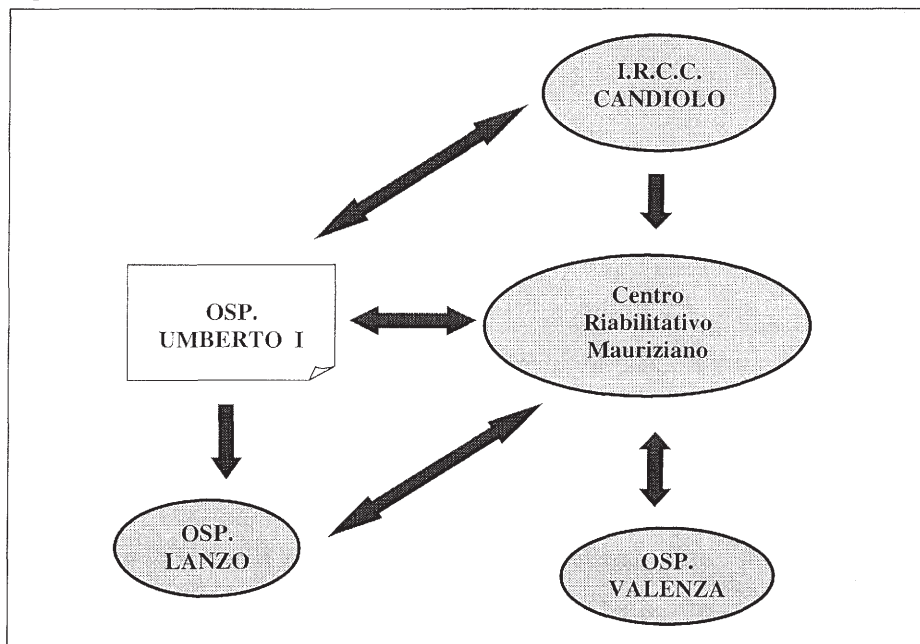 I.R.C.C.
CANDIOLO
OSP.
UMBERTO I
Centro
Riabilitativo
Mauriziano
OSP.
LANZO
OSP.
VALENZA